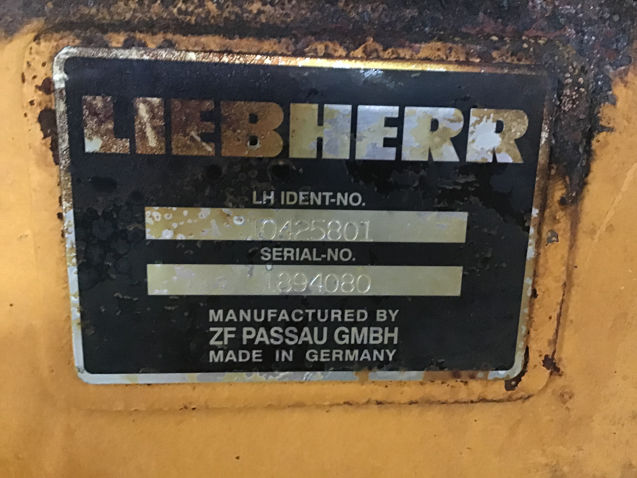 LIEBHERR
LH IDENT-NO.
10425801
SERIAL-NO.
1894080
MANUFACTURED BY
ZF PASSAU GMBH
MADE IN GERMANY